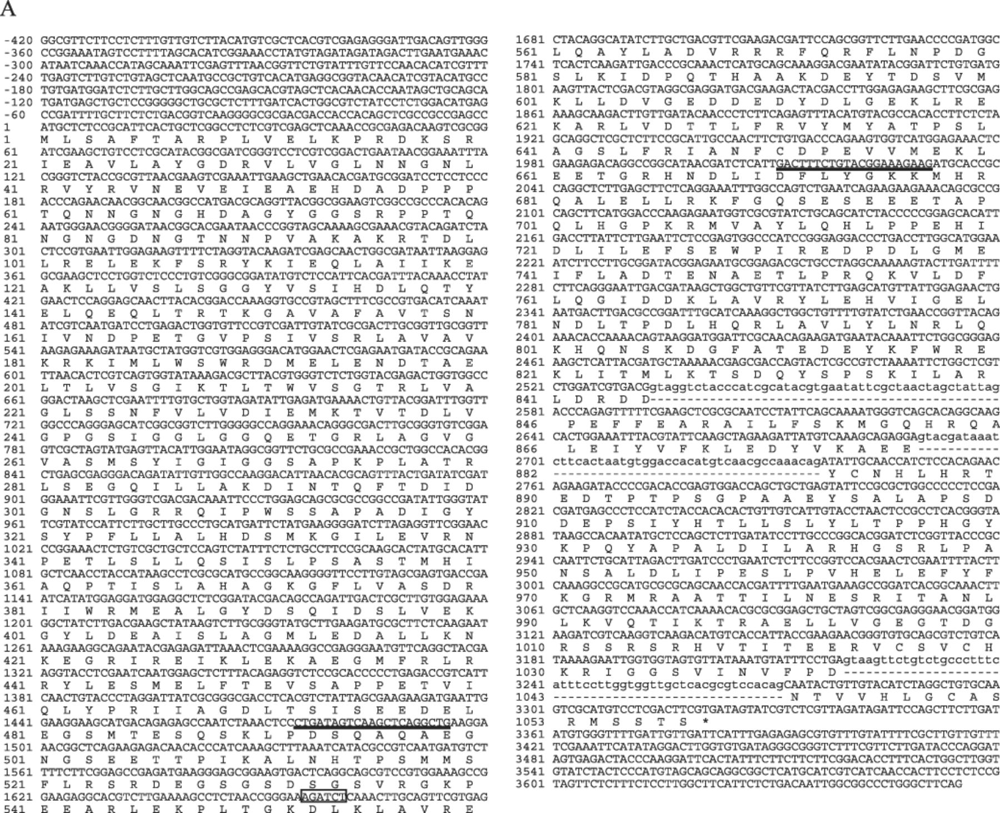 A
-420 GGCGTTCTTCCTCTTTGTTGTCTTACATGTCGCTCACGTCGAGAGGGATTGACAGTTGGG
-360 CCGGAAATAGTCCTTTTAGCACATCGGAAACCTATGTAGATAGATAGACTTGAATGAAAC
-300 ATAATCAAACCATAGCAAATTCGAGTTTAACGGTTCTGTATTTGTTCCAACACATCGTTT
-240 TGAGTCTTGTCTGTAGCTCAATGCCGCTGTCACATGAGGCGGTACAACATCGTACATGCC
-180 TGTGATGGATCTCTTGCTTGGCAGCCGAGCACGTAGCTCACAACACCAATAGCTGCAGCA
-120 TGATGAGCTGCTCCGGGGGCTGCGCTCTTTGATCACTGGCGTCTATCCTCTGGACATGAG
-60 CCGATTTTGCTTCTCTGACGGTCAAGGGGCGCGACGACCACCACAGCTCGCCGCCGAGCC
1 ATGCTCTCCGCATTCACTGCTCGGCCTCTCGTCGAGCTCAAACCGCGAGACAAGTCGCGG
1 M L S A F T A R P L V E L K P R D K S R
61 ATCGAAGCTGTCCTCGCATACGGCGATCGGGTCCTCGTCGGACTGAATAACGGAAATTTA
21 I E A V L A Y G D R V L V G L N N G N L
121 CGGGTCTACCGCGTTAACGAAGTCGAAATTGAAGCTGAACACGATGCGGATCCTCCTCCC
41 R V Y R V N E V E I E A E H D A D P P P
181 ACCCAGAACAACGGCAACGGCCATGACGCAGGTTACGGCGGAAGTCGGCCGCCCACACAG
61 T Q N N G N G H D A G Y G G S R P P T Q
241 AATGGGAACGGGGATAACGGCACGAATAACCCGGTAGCAAAAGCGAAACGTACAGATCTA
81 N G N G D N G T N N P V A K A K R T D L
301 CTCCGTGAATTGGAGAAGTTTTCTAGGTACAAGATCGAGCAACTGGCGATAATTAAGGAG
101 L R E L E K F S R Y K I E Q L A I I K E
361 GCGAAGCTCCTGGTCTCCCTGTCGGGCGGATATGTCTCCATTCACGATTTACAAACCTAT
121 A K L L V S L S G G Y V S I H D L Q T Y
421 GAACTCCAGGAGCAACTTACACGGACCAAAGGTGCCGTAGCTTTCGCCGTGACATCAAAT
141 E L Q E Q L T R T K G A V A F A V T S N
481 ATCGTCAATGATCCTGAGACTGGTGTTCCGTCGATTGTATCGCGACTTGCGGTTGCGGTT
161 I V N D P E T G V P S I V S R L A V A V
541 AAGAGAAAGATAATGCTATGGTCGTGGAGGGACATGGAACTCGAGAATGATACCGCAGAA
181 K R K I M L W S W R D M E L E N D T A E
601 TTAACACTCGTCAGTGGTATAAAGACGCTTACGTGGGTCTCTGGTACGAGACTGGTGGCC
201 L T L V S G I K T L T W V S G T R L V A
661 GGACTAAGCTCGAATTTTGTGCTGGTAGATATTGAGATGAAAACTGTTACGGATTTGGTT
221 G L S S N F V L V D I E M K T V T D L V
721 GGCCCAGGGAGCATCGGCGGTCTTGGGGGCCAGGAAACAGGGCGACTTGCGGGTGTCGGA
241 G P G S I G G L G G Q E T G R L A G V G
781 GTCGCTAGTATGAGTTACATTGGAATAGGCGGTTCTGCGCCGAAACCGCTGGCCACACGG
261 V A S M S Y I G I G G S A P K P L A T R
841 CTGAGCGAGGGACAGATATTGTTGGCCAAGGACATTAACACGCAGTTTACTGATATCGAT
281 L S E G Q I L L A K D I N T Q F T D I D
901 GGAAATTCGTTGGGTCGACGACAAATTCCCTGGAGCAGCGCGCCGGCCGATATTGGGTAT
301 G N S L G R R Q I P W S S A P A D I G Y
961 TCGTATCCATTCTTGCTTGCCCTGCATGATTCTATGAAGGGGATCTTAGAGGTTCGGAAC
321 S Y P F L L A L H D S M K G I L E V R N
1021 CCGGAAACTCTGTCGCTGCTCCAGTCTATTTCTCTGCCTTCCGCAAGCACTATGCACATT
341 P E T L S L L Q S I S L P S A S T M H I
1081 GCTCAACCTACCATAAGCCTCGCGCATGCCGGCAAGGGGTTCCTTGTAGCGAGTGACCGA
361 A Q P T I S L A H A G K G F L V A S D R
1141 ATCATATGGAGGATGGAGGCTCTCGGATACGACAGCCAGATTGACTCGCTTGTGGAGAAA
381 I I W R M E A L G Y D S Q I D S L V E K
1201 GGCTATCTTGACGAAGCTATAAGTCTTGCGGGTATGCTTGAAGATGCGCTTCTCAAGAAT
401 G Y L D E A I S L A G M L E D A L L K N
1261 AAAGAAGGCAGAATACGAGAGATTAAACTCGAAAAGGCCGAGGGAATGTTCAGGCTACGA
421 K E G R I R E I K L E K A E G M F R L R
1321 AGGTACCTCGAATCAATGGAGCTCTTTACAGAGGTCTCCGCACCCCCTGAGACCGTCATT
441 R Y L E S M E L F T E V S A P P E T V I
1381 CAACTGTACCCTAGGATTATCGCGGGCGACCTCACGTCTATTAGCGAAGAAGATGAATTG
461 Q L Y P R I I A G D L T S I S E E D E L
1441 GAAGGAAGCATGACAGAGAGCCAATCTAAACTCCCTGATAGTCAAGCTCAGGCTGAAGGA
481 E G S M T E S Q S K L P D S Q A Q A E G
1501 AACGGCTCAGAAGAGACAACACCCATCAAAGCTTTAAATCATACGCCGTCAATGATGTCT
501 N G S E E T T P I K A L N H T P S M M S
1561 TTTCTTCGGAGCCGAGATGAAGGGAGCGGAAGTGACTCAGGCAGCGTCCGTGGAAAGCCG
521 F L R S R D E G S G S D S G S V R G K P
1621 GAAGAGGCACGTCTTGAAAAGCCTCTAACCGGGAAAGATCTCAAACTTGCAGTTCGTGAG
541 E E A R L E K P L T G K D L K L A V R E
1681 CTACAGGCATATCTTGCTGACGTTCGAAGACGATTCCAGCGGTTCTTGAACCCCGATGGC
561 L Q A Y L A D V R R R F Q R F L N P D G
1741 TCACTCAAGATTGACCCGCAAACTCATGCAGCAAAGGACGAATATACGGATTCTGTGATG
581 S L K I D P Q T H A A K D E Y T D S V M
1801 AAGTTACTCGACGTAGGCGAGGATGACGAAGACTACGACCTTGGAGAGAAGCTTCGCGAG
601 K L L D V G E D D E D Y D L G E K L R E
1861 AAAGCAAGACTTGTTGATACAACCCTCTTCAGAGTTTACATGTACGCCACACCTTCTCTA
621 K A R L V D T T L F R V Y M Y A T P S L
1921 GCAGGCTCGCTCTTCCGCATTGCCAACTTCTGTGACCCAGAAGTGGTCATGGAGAAACTC
641 A G S L F R I A N F C D P E V V M E K L
1981 GAAGAGACAGGCCGGCATAACGATCTCATTGACTTTCTGTACGGAAAGAAGATGCACCGC
661 E E T G R H N D L I D F L Y G K K M H R
2041 CAGGCTCTTGAGCTTCTCAGGAAATTTGGCCAGTCTGAATCAGAAGAAGAAACAGCGCCG
681 Q A L E L L R K F G Q S E S E E E T A P
2101 CAGCTTCATGGACCCAAGAGAATGGTCGCGTATCTGCAGCATCTACCCCCGGAGCACATT
701 Q L H G P K R M V A Y L Q H L P P E H I
2161 GACCTTATTCTTGAATTCTCCGAGTGGCCCATCCGGGAGGACCCTGACCTTGGCATGGAA
721 D L I L E F S E W P I R E D P D L G M E
2221 ATCTTCCTTGCGGATACGGAGAATGCGGAGACGCTGCCTAGGCAAAAAGTACTTGATTTT
741 I F L A D T E N A E T L P R Q K V L D F
2281 CTTCAGGGAATTGACGATAAGCTGGCTGTTCGTTATCTTGAGCATGTTATTGGAGAACTG
761 L Q G I D D K L A V R Y L E H V I G E L
2341 AATGACTTGACGCCGGATTTGCATCAAAGGCTGGCTGTTTTGTATCTGAACCGGTTACAG
781 N D L T P D L H Q R L A V L Y L N R L Q
2401 AAACACCAAAACAGTAAGGATGGATTCGCAACAGAAGATGAATACAAATTCTGGCGGGAG
801 K H Q N S K D G F A T E D E Y K F W R E
2461 AAGCTCATTACGATGCTAAAAACGAGCGACCAGTACTCGCCGTCTAAAATTCTGGCTCGT
821 K L I T M L K T S D Q Y S P S K I L A R
2521 CTGGATCGTGACGgtaggtctacccatcgcatacgtgaatattcgctaactagctattag
841 L D R D D-----------------------------------------------
2581 ACCCAGAGTTTTTCGAAGCTCGCGCAATCCTATTCAGCAAAATGGGTCAGCACAGGCAAG
846 P E F F E A R A I L F S K M G Q H R Q A
2641 CACTGGAAATTTACGTATTCAAGCTAGAAGATTATGTCAAAGCAGAGGAgtacgataaat
866 L E I Y V F K L E D Y V K A E E -----------
2701 cttcactaatgtggaccacatgtcaacgccaaacagATATTGCAACCATCTCCACAGAAC
882 ------------------------------------ Y C N H L H R T
2761 AGAAGATACCCCGACACCGAGTGGACCAGCTGCTGAGTATTCCGCGCTGGCCCCCTCCGA
890 E D T P T P S G P A A E Y S A L A P S D
2821 CGATGAGCCCTCCATCTACCACACACTGTTGTCATTGTACCTAACTCCGCCTCACGGGTA
910 D E P S I Y H T L L S L Y L T P P H G Y
2881 TAAGCCACAATATGCTCCAGCTCTTGATATCCTTGCCCGGCACGGATCTCGGTTACCCGC
930 K P Q Y A P A L D I L A R H G S R L P A
2941 CAATTCTGCATTAGACTTGATCCCTGAATCTCTTCCGGTCCACGAACTCGAATTTTACTT
950 N S A L D L I P E S L P V H E L E F Y F
3001 CAAAGGCCGCATGCGCGCAGCAACCACGATTTTGAATGAAAGCCGGATCACGGCAAACTT
970 K G R M R A A T T I L N E S R I T A N L
3061 GCTCAAGGTCCAAACCATCAAAACACGCGCGGAGCTGCTAGTCGGCGAGGGAACGGATGG
990 L K V Q T I K T R A E L L V G E G T D G
3121 AAGATCGTCAAGGTCAAGACATGTCACCATTACCGAAGAACGGGTGTGCAGCGTCTGTCA
1010 R S S R S R H V T I T E E R V C S V C H
3181 TAAAAGAATTGGTGGTAGTGTTATAAATGTATTTCCTGAgtaagttctgtctgccctttc
1030 K R I G G S V I N V F P D ---------------------
3241 atttccttggtggttgctcacgcgtccacagCAATACTGTTGTACATCTAGGCTGTGCAA
1043 ------------------------------- N T V V H L G C A S
3301 GTCGCATGTCCTCGACTTCGTGATAGTATCGTCTCGTTAGATAGATTCCAGCTTCTTGAT
1053 R M S S T S *
3361 ATGTGGGTTTTGATTGTTGATTCATTTGAGAGAGCGTGTTTGTATTTTCGCTTGTTGTTT
3421 TCGAAATTCATATAGGACTTGGTGTGATAGGGCGGGTCTTTCGTTCTTGATACCCAGGAT
3481 AGTGAGACTACCCAAGGATTCACTATTTCTTCTTCTTCGGACACCTTTCACTGGCTTGGT
3541 GTATCTACTCCCATGTAGCAGCAGGCGGCTCATGCATCGTCATCAACCACTTCCTCTCCG
3601 TAGTTCTCTTTCTCCTTGGCTTCATTCTCTGACAATTGGCGGCCCTGGGCTTCAG